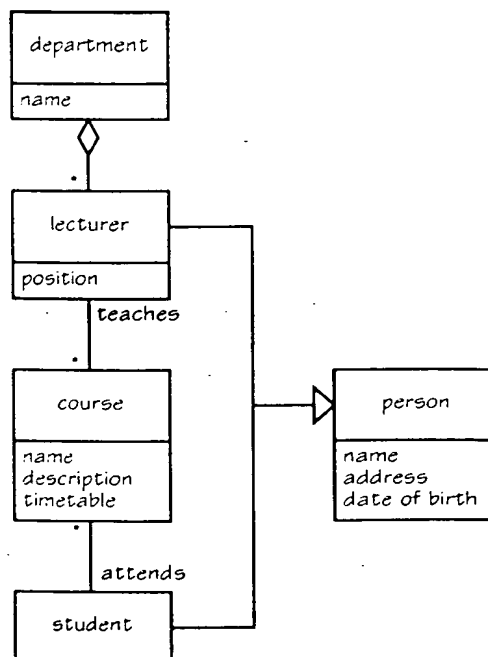 department
name
*
lecturer
position
teaches
*
course
name
description
timetable
*
attends
student
person
name
address
date of birth